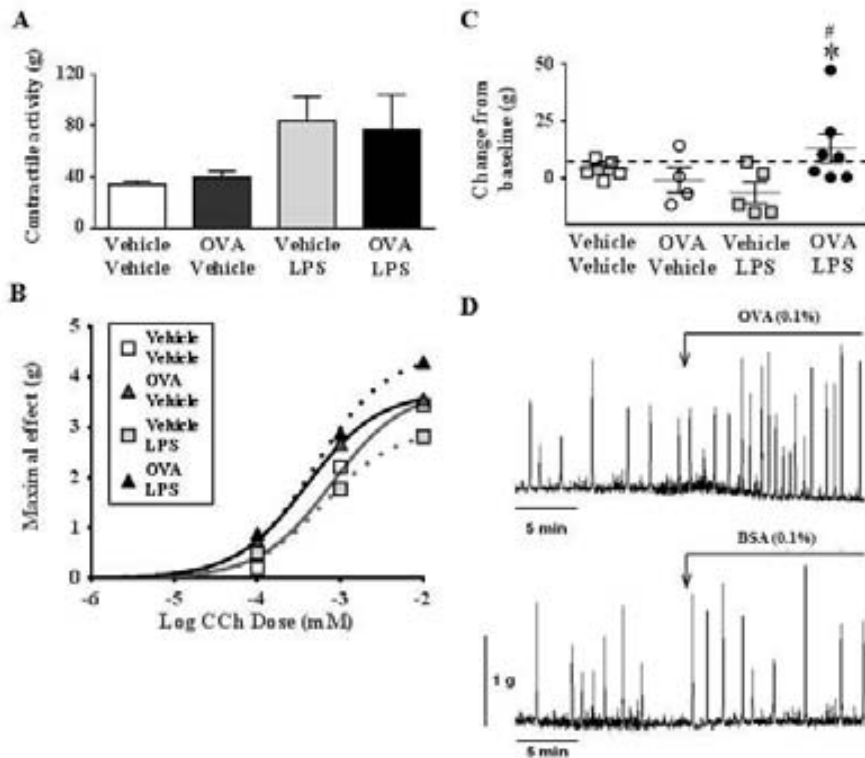 A
Contractile activity (g)
120
80
40
0
Vehicle
Vehicle
OVA
Vehicle
Vehicle
LPS
OVA
LPS
B
Maximal effect (g)
5
4
3
2
1
0
Vehicle
Vehicle
OVA
Vehicle
Vehicle
LPS
OVA
LPS
-6
-5
-4
-3
-2
Log CCh Dose (mM)
C
Change from
baseline (g)
50
25
0
#
*
Vehicle
Vehicle
OVA
Vehicle
Vehicle
LPS
OVA
LPS
D
OVA (0.1%)
5 min
BSA (0.1%)
1 g
5 min